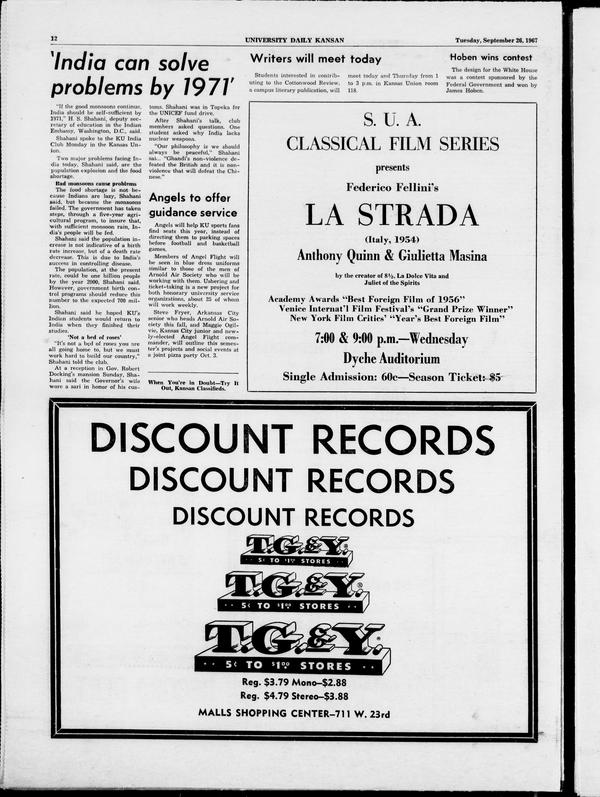 12
UNIVERSITY DAILY KANSAN
Tuesday, September 26, 1967
'India can solve
problems by 1971'
"If the good monsoons continue,
India should be self-sufficient by
1971," H. S. Shahani, deputy sec-
retary of education in the Indian
Embassy, Washington, D.C., said.
Shahani spoke to the KU India
Club Monday in the Kansas Un-
ion.
Two major problems facing In-
dia today, Shahani said, are the
population explosion and the food
shortage.
Bad monsoons cause problems
The food shortage is not be-
cause Indians are lazy, Shahani
said, but because the monsoons
failed. The government has taken
steps, through a five-year agri-
cultural program, to insure that,
with sufficient monsoon rain, In-
dia's people will be fed.
Shahani said the population in-
crease is not indicative of a birth
rate increase, but of a death rate
decrease. This is due to India's
success in controlling disease.
The population, at the present
rate, could be one billion people
by the year 2000, Shahani said.
However, government birth con-
trol programs should reduce this
number to the expected 700 mil-
lion.
Shahani said he hoped KU's
Indian students would return to
India when they finished their
studies.
'Not a bed of roses'
"It's not a bed of roses you are
all going home to, but we must
work hard to build our country,"
Shahani told the club.
At a reception in Gov. Robert
Docking's mansion Sunday, Sha-
hani said the Governor's wife
wore a sari in honor of his cus-
toms. Shahani was in Topeka for
the UNICEF fund drive.
After Shahani's talk, club
members asked questions. One
student asked why India lacks
nuclear weapons.
"Our philosophy is we should
always be peaceful," Shahani
sai... "Ghandi's non-violence de-
feated the British and it is non-
violence that will defeat the Chi-
nese."
Angels to offer
guidance service
Angels will help KU sports fans
find seats this year, instead of
directing them to parking spaces
before football and basketball
games.
Members of Angel Flight will
be seen in blue dress uniforms
similar to those of the men of
Arnold Air Society who will be
working with them. Ushering and
ticket-taking is a new project for
both honorary university service
organizations, about 25 of whom
will work weekly.
Steve Fryer, Arkansas City
senior who heads Arnold Air So-
ciety this fall, and Maggie Ogil-
vie, Kansas City junior and new-
ly-elected Angel Flight com-
mander, will outline this semes-
ter's projects and social events at
a joint pizza party Oct. 3.
When You're in Doubt—Try It
Out, Kansan Classifieds.
Writers will meet today
Students interested in contrib-
uting to the Cottonwood Review,
a campus literary publication, will
meet today and Thursday from 1
to 3 p.m. in Kansas Union room
118.
Hoben wins contest
The design for the White House
was a contest sponsored by the
Federal Government and won by
James Hoben.
S. U. A.
CLASSICAL FILM SERIES
presents
Federico Fellini's
LA STRADA
(Italy, 1954)
Anthony Quinn & Giulietta Masina
by the creator of 8½, La Dolce Vita and
Juliet of the Spirits
Academy Awards "Best Foreign Film of 1956"
Venice Internat'l Film Festival's "Grand Prize Winner"
New York Film Critics' "Year's Best Foreign Film"
7:00 & 9:00 p.m.—Wednesday
Dyche Auditorium
Single Admission: 60c—Season Ticket: $5
DISCOUNT RECORDS
DISCOUNT RECORDS
DISCOUNT RECORDS
T.G.&Y.
5¢ TO $1.00 STORES
T.G.&Y.
5¢ TO $1.00 STORES
T.G.&Y.
5¢ TO $1.00 STORES
Reg. $3.79 Mono—$2.88
Reg. $4.79 Stereo—$3.88
MALLS SHOPPING CENTER—711 W. 23rd